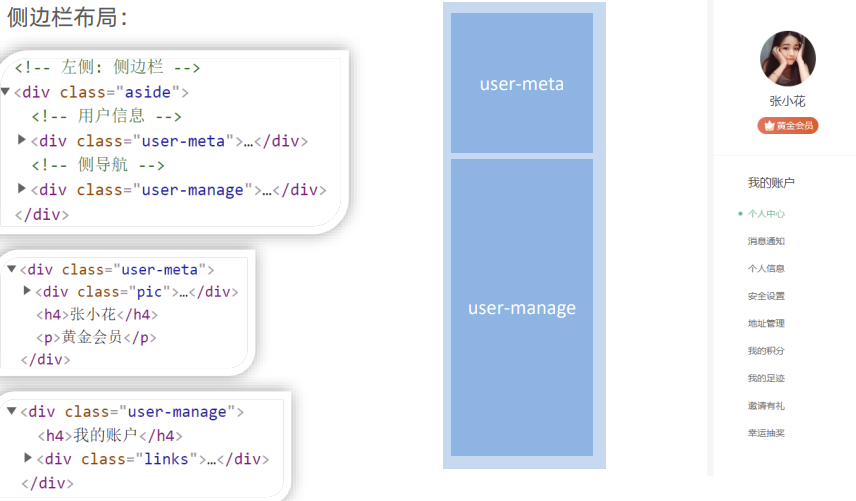 侧边栏布局：
<!-- 左侧: 侧边栏 -->
▼<div class="aside">
<!-- 用户信息 -->
▶<div class="user-meta">…</div>
<!-- 侧导航 -->
▶<div class="user-manage">…</div>
</div>
▼<div class="user-meta">
▶<div class="pic">…</div>
<h4>张小花</h4>
<p>黄金会员</p>
</div>
▼<div class="user-manage">
<h4>我的账户</h4>
▶<div class="links">…</div>
</div>
user-meta
user-manage
张小花
黄金会员
我的账户
个人中心
消息通知
个人信息
安全设置
地址管理
我的积分
我的足迹
邀请有礼
幸运抽奖